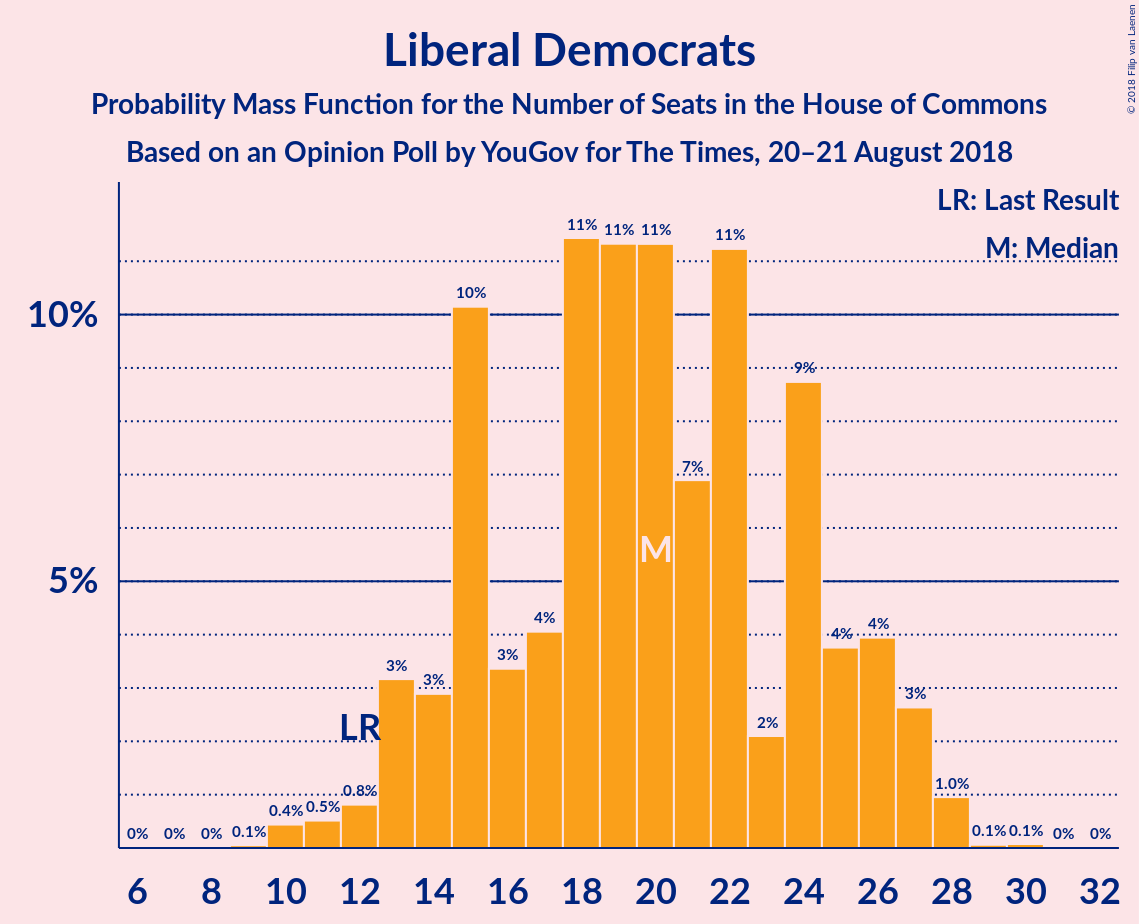 Liberal Democrats
Probability Mass Function for the Number of Seats in the House of Commons
Based on an Opinion Poll by YouGov for The Times, 20–21 August 2018
© 2018 Filip van Laenen
LR: Last Result
M: Median
10%
5%
0% 0% 0% 0.1% 0.4% 0.5% 0.8% 3% 3% 10% 3% 4% 11% 11% 11% 7% 11% 2% 9% 4% 4% 3% 1.0% 0.1% 0.1% 0% 0%
LR
M
6 8 10 12 14 16 18 20 22 24 26 28 30 32